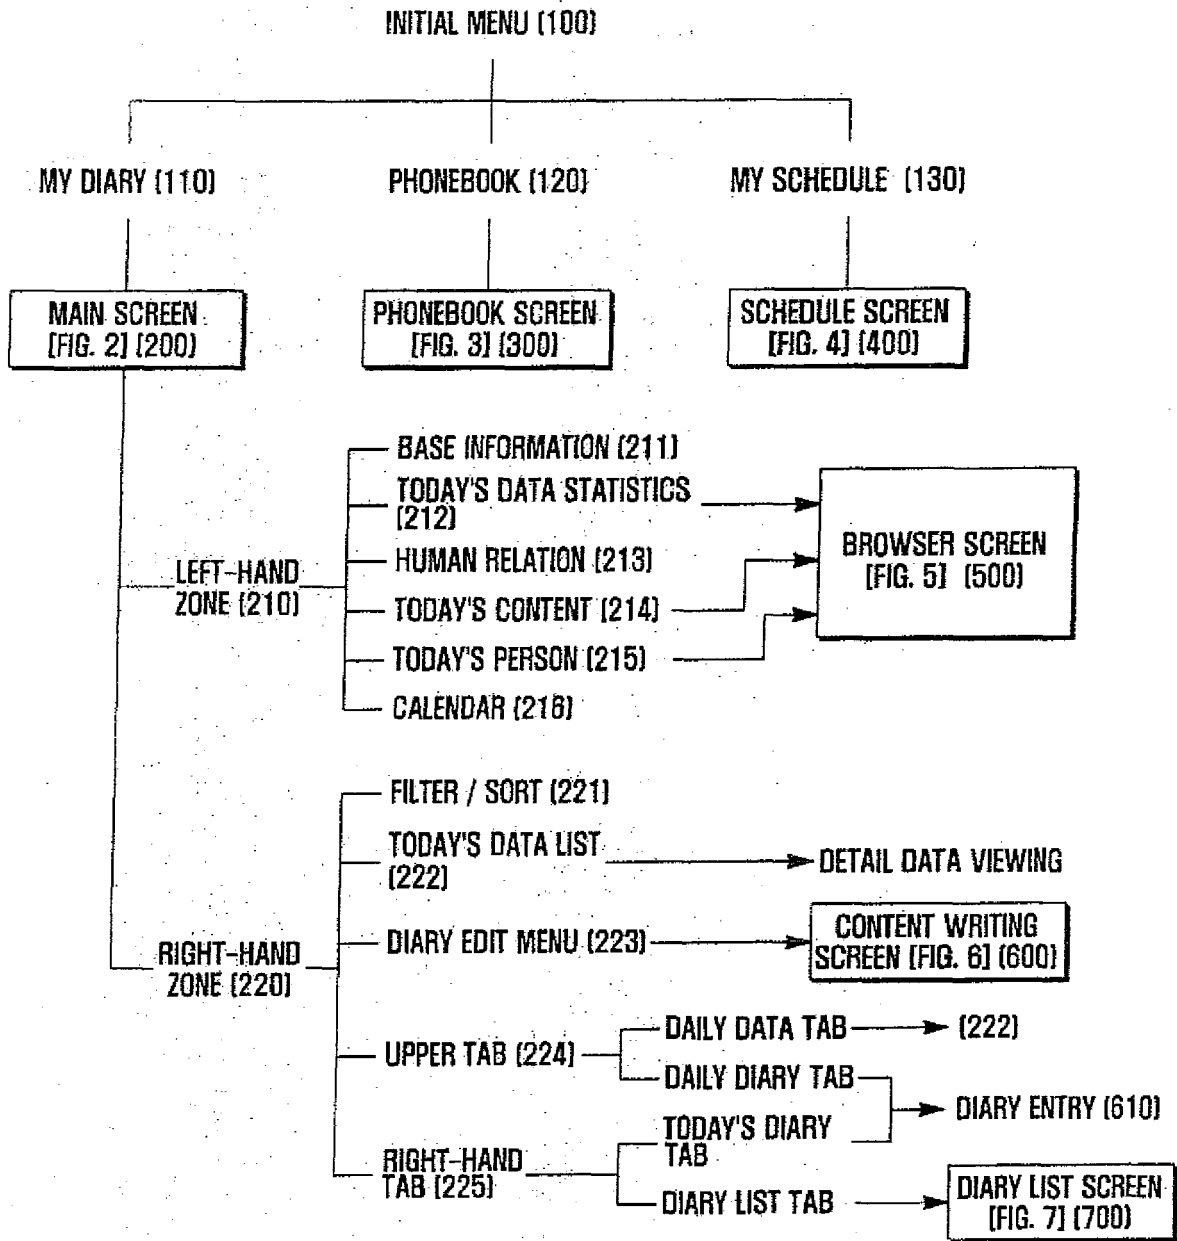 INITIAL MENU (100)
MY DIARY (110)
PHONEBOOK (120)
MY SCHEDULE (130)
MAIN SCREEN
[FIG. 2] (200)
PHONEBOOK SCREEN
[FIG. 3] (300)
SCHEDULE SCREEN
[FIG. 4] (400)
LEFT-HAND
ZONE (210)
BASE INFORMATION (211)
TODAY'S DATA STATISTICS
(212)
HUMAN RELATION (213)
TODAY'S CONTENT (214)
TODAY'S PERSON (215)
CALENDAR (216)
BROWSER SCREEN
[FIG. 5] (500)
RIGHT-HAND
ZONE (220)
FILTER / SORT (221)
TODAY'S DATA LIST
(222)
DETAIL DATA VIEWING
DIARY EDIT MENU (223)
CONTENT WRITING
SCREEN [FIG. 6] (600)
UPPER TAB (224)
DAILY DATA TAB
(222)
DAILY DIARY TAB
DIARY ENTRY (610)
RIGHT-HAND
TAB (225)
TODAY'S DIARY
TAB
DIARY LIST TAB
DIARY LIST SCREEN
[FIG. 7] (700)